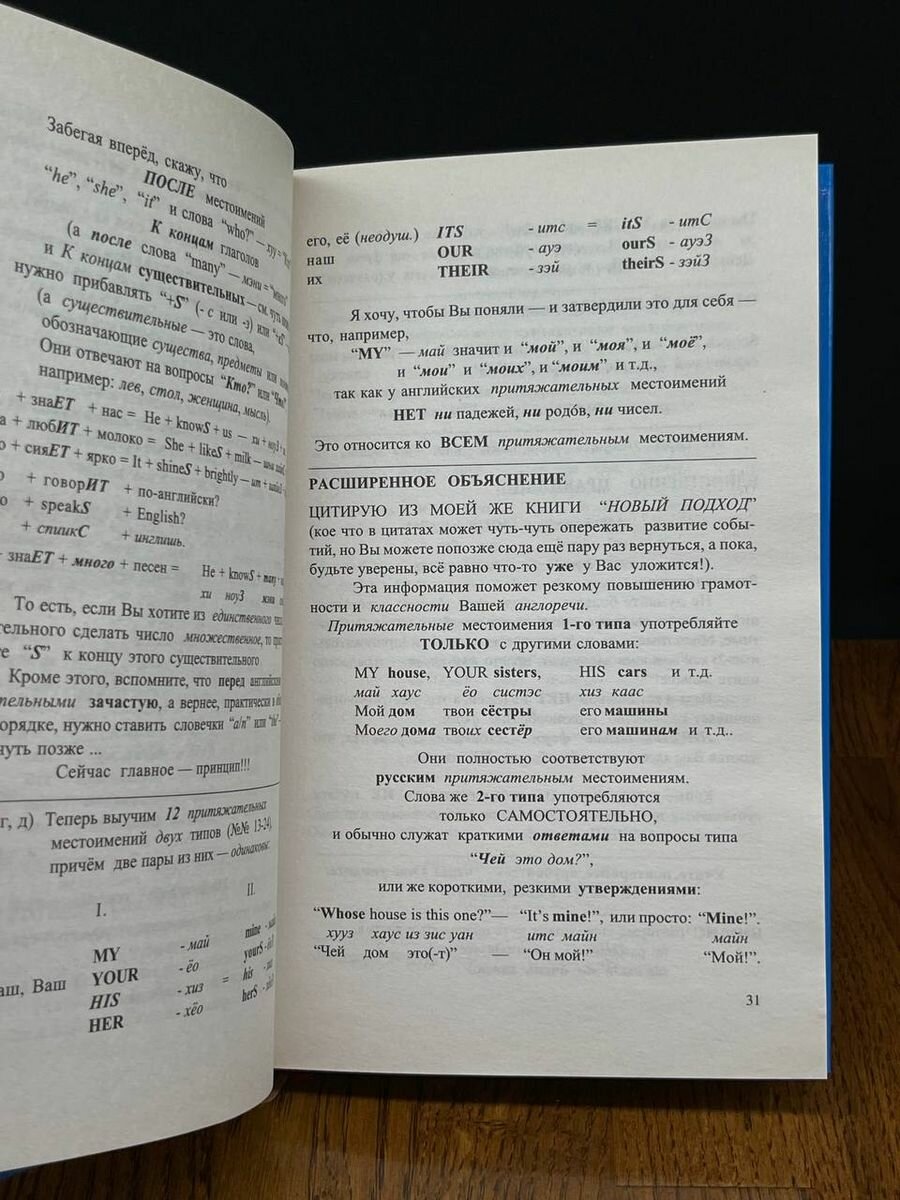 Забегая вперёд, скажу, что
ПОСЛЕ местоимений
“he”, “she”, “it” и слова “who?” — хуу =
К концам глаголов
(а после слова “many” — мэни = “много”
и К концам существительных — см. чуть
нужно прибавлять “+S” (- с или -з) или
(а существительные — это слова,
обозначающие существа, предметы или
Они отвечают на вопросы “Кто?” или
например: лев, стол, женщина, мысль).
+ знаЕТ + нас = He + knowS + us —
+ любИТ + молоко = She + likeS + milk —
+ сияЕТ + ярко = It + shineS + brightly —
+ говорИТ + по-английски?
+ speakS + English?
+ спиикС + инглишь.
+ знаЕТ + много + песен = He + knowS + many
хи ноуЗ мэни
То есть, если Вы хотите из единственного
сделать число множественное, то
“S” к концу этого существительного
Кроме этого, вспомните, что перед
зачастую, а вернее, практически
нужно ставить словечки “a/n” или
позже ...
Сейчас главное — принцип!!!
г, д) Теперь выучим 12 притяжательных
местоимений двух типов (№№ 13-24),
причём две пары из них — одинаковы:
I. II.
MY - май mine
YOUR - ёо yourS
Ваш
HIS - хиз = his
HER - хёо herS
его, её (неодуш.) ITS - итс = itS - итС
наш OUR - ауэ ourS - ауэЗ
их THEIR - зэй theirS - зэйЗ
Я хочу, чтобы Вы поняли — и затвердили это для себя —
что, например,
“MY” — май значит и “мой”, и “моя”, и “моё”,
и “мои” и “моих”, и “моим” и т.д.,
так как у английских притяжательных местоимений
НЕТ ни падежей, ни родо́в, ни чисел.
Это относится ко ВСЕМ притяжательным местоимениям.
РАСШИРЕННОЕ ОБЪЯСНЕНИЕ
ЦИТИРУЮ ИЗ МОЕЙ ЖЕ КНИГИ “НОВЫЙ ПОДХОД”
(кое что в цитатах может чуть-чуть опережать развитие собы-
тий, но Вы можете попозже сюда ещё пару раз вернуться, а пока,
будьте уверены, всё равно что-то уже у Вас уложится!).
Эта информация поможет резкому повышению грамот-
ности и классности Вашей англоречи.
Притяжательные местоимения 1-го типа употребляйте
ТОЛЬКО с другими словами:
MY house, YOUR sisters, HIS cars и т.д.
май хаус ёо систэс хиз каас
Мой дом твои сёстры его машины
Моего дома твоих сестёр его машинам и т.д..
Они полностью соответствуют
русским притяжательным местоимениям.
Слова же 2-го типа употребляются
только САМОСТОЯТЕЛЬНО,
и обычно служат краткими ответами на вопросы типа
“Чей это дом?”,
или же короткими, резкими утверждениями:
“Whose house is this one?”— “It’s mine!”, или просто: “Mine!”.
хууз хаус из зис уан итс майн майн
“Чей дом это(-т)” — “Он мой!” “Мой!”.
31